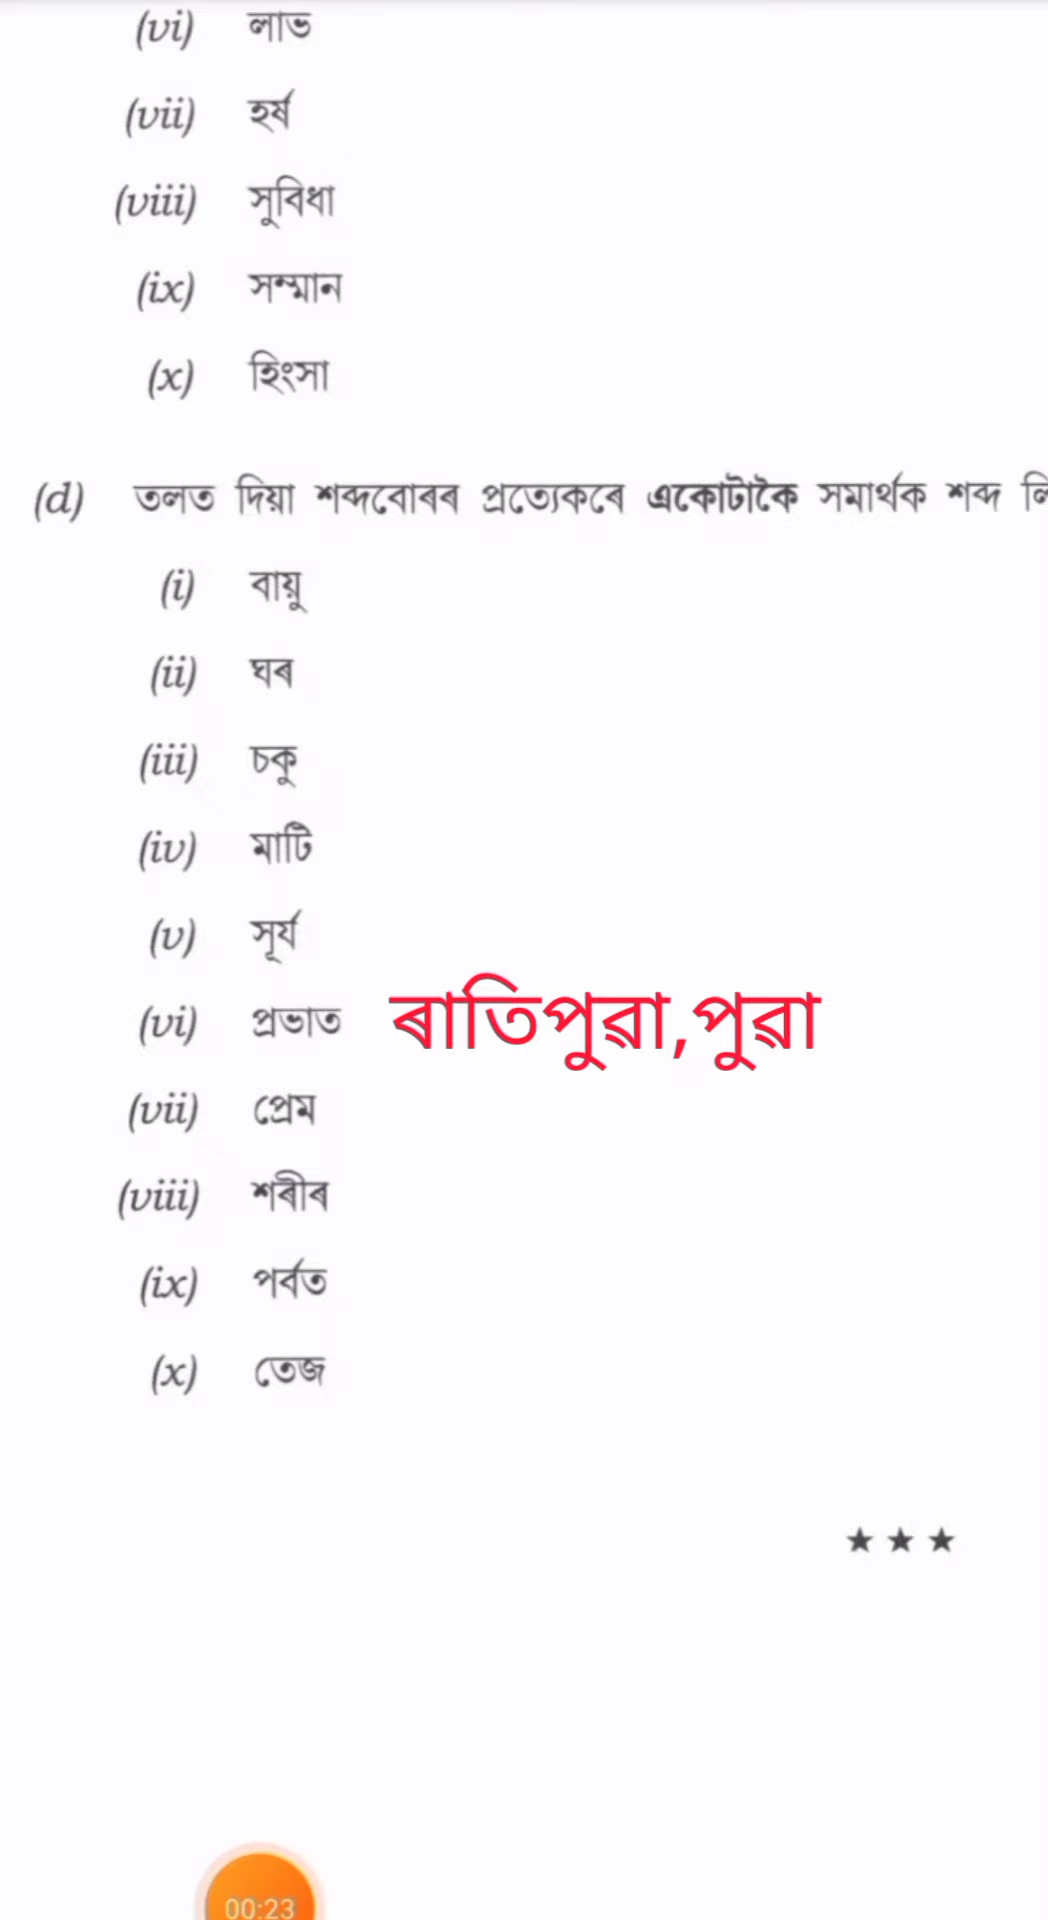 (vi) লাভ
(vii) হৰ্ষ
(viii) সুবিধা
(ix) সন্মান
(x) হিংসা
(d) তলত দিয়া শব্দবোৰৰ প্ৰত্যেকৰে একোটাকৈ সমাৰ্থক শব্দ
(i) বায়ু
(ii) ঘৰ
(iii) চকু
(iv) মাটি
(v) সূৰ্য
(vi) প্ৰভাত ৰাতিপুৱা,পুৱা
(vii) প্ৰেম
(viii) শৰীৰ
(ix) পৰ্বত
(x) তেজ
★ ★ ★
00:23